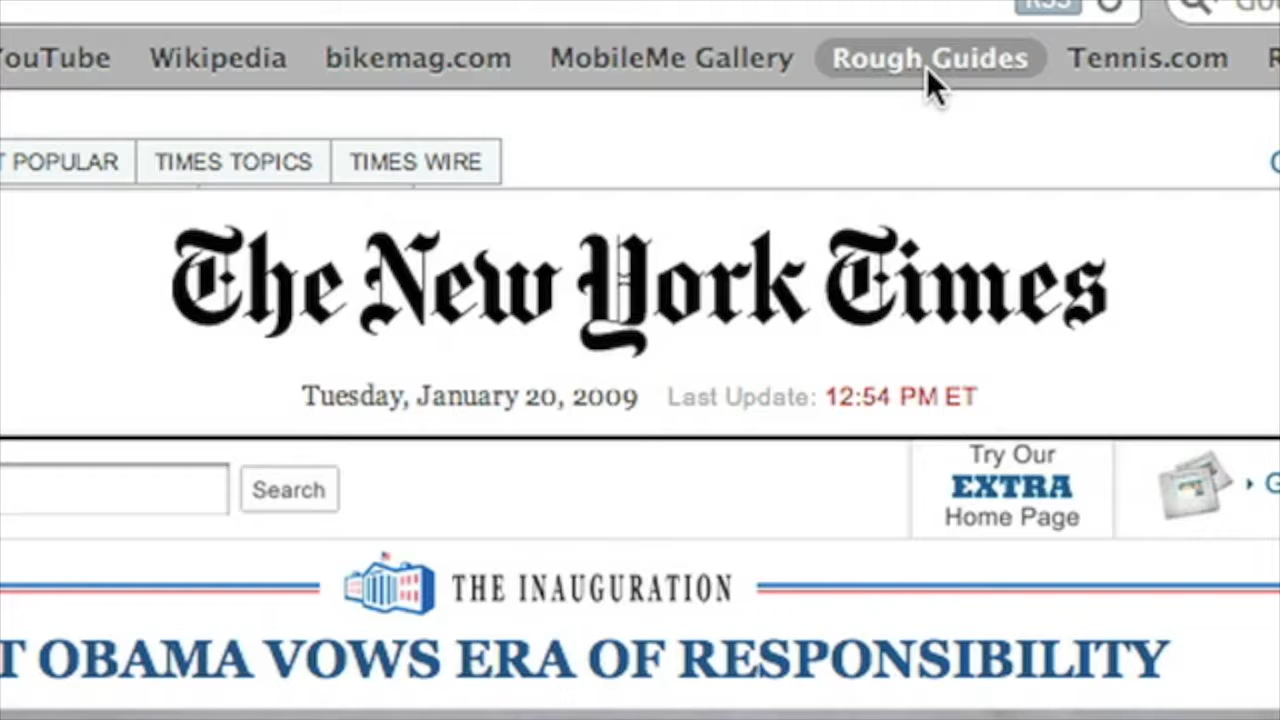 RSS
YouTube Wikipedia bikemag.com MobileMe Gallery Rough Guides Tennis.com
T POPULAR TIMES TOPICS TIMES WIRE
The New York Times
Tuesday, January 20, 2009 Last Update: 12:54 PM ET
Try Our
Search EXTRA
Home Page
THE INAUGURATION
T OBAMA VOWS ERA OF RESPONSIBILITY